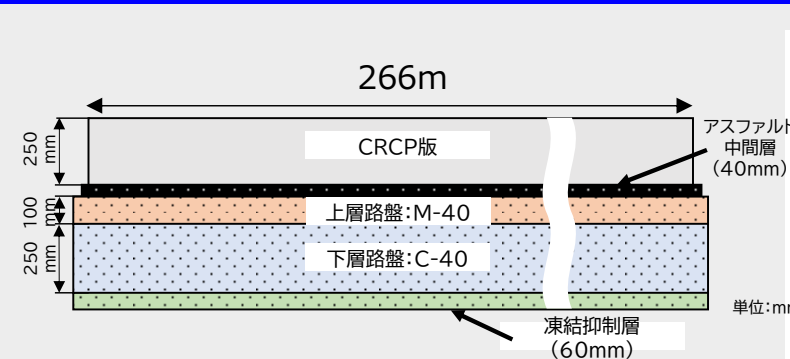 266m
250
mm
CRCP版
アスファルト
中間層
(40mm)
100
mm
上層路盤:M-40
250
mm
下層路盤:C-40
単位:mm
凍結抑制層
(60mm)